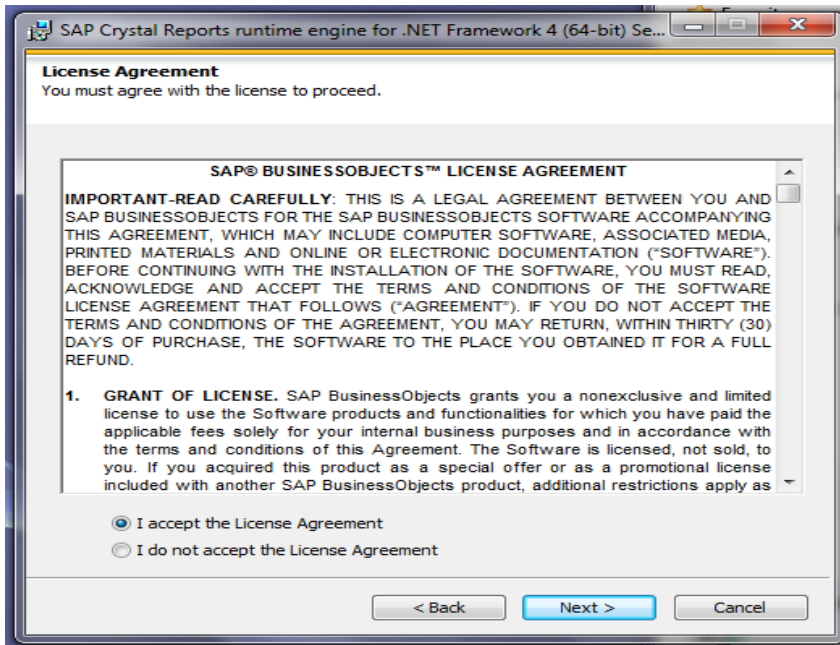 SAP Crystal Reports runtime engine for .NET Framework 4 (64-bit) Se...
License Agreement
You must agree with the license to proceed.
SAP® BUSINESSOBJECTS™ LICENSE AGREEMENT
IMPORTANT-READ CAREFULLY: THIS IS A LEGAL AGREEMENT BETWEEN YOU AND
SAP BUSINESSOBJECTS FOR THE SAP BUSINESSOBJECTS SOFTWARE ACCOMPANYING
THIS AGREEMENT, WHICH MAY INCLUDE COMPUTER SOFTWARE, ASSOCIATED MEDIA,
PRINTED MATERIALS AND ONLINE OR ELECTRONIC DOCUMENTATION (“SOFTWARE”).
BEFORE CONTINUING WITH THE INSTALLATION OF THE SOFTWARE, YOU MUST READ,
ACKNOWLEDGE AND ACCEPT THE TERMS AND CONDITIONS OF THE SOFTWARE
LICENSE AGREEMENT THAT FOLLOWS (“AGREEMENT”). IF YOU DO NOT ACCEPT THE
TERMS AND CONDITIONS OF THE AGREEMENT, YOU MAY RETURN, WITHIN THIRTY (30)
DAYS OF PURCHASE, THE SOFTWARE TO THE PLACE YOU OBTAINED IT FOR A FULL
REFUND.
1. GRANT OF LICENSE. SAP BusinessObjects grants you a nonexclusive and limited
license to use the Software products and functionalities for which you have paid the
applicable fees solely for your internal business purposes and in accordance with
the terms and conditions of this Agreement. The Software is licensed, not sold, to
you. If you acquired this product as a special offer or as a promotional license
included with another SAP BusinessObjects product, additional restrictions apply as
I accept the License Agreement
I do not accept the License Agreement
< Back
Next >
Cancel